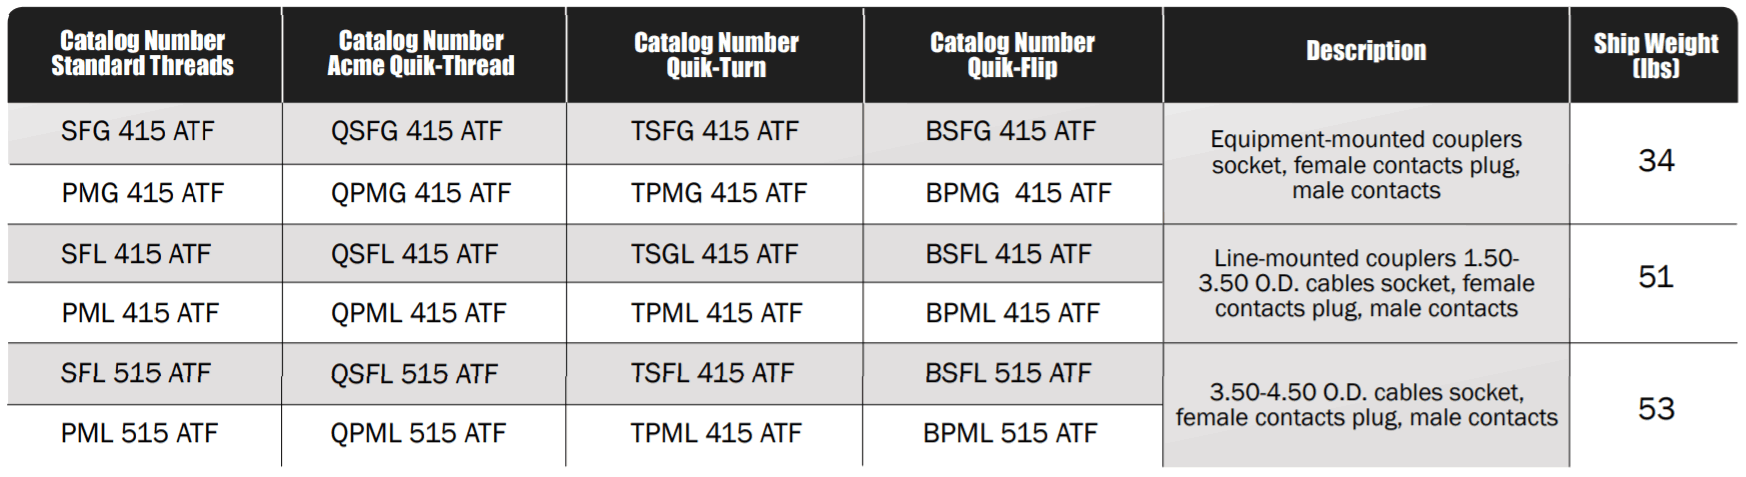 Catalog Number
Standard Threads
Catalog Number
Acme Quik-Thread
Catalog Number
Quik-Turn
Catalog Number
Quik-Flip
Description
Ship Weight
(lbs)
SFG 415 ATF
QSFG 415 ATF
TSFG 415 ATF
BSFG 415 ATF
Equipment-mounted couplers
socket, female contacts plug,
male contacts
34
PMG 415 ATF
QPMG 415 ATF
TPMG 415 ATF
BPMG  415 ATF
SFL 415 ATF
QSFL 415 ATF
TSGL 415 ATF
BSFL 415 ATF
Line-mounted couplers 1.50-
3.50 O.D. cables socket, female
contacts plug, male contacts
51
PML 415 ATF
QPML 415 ATF
TPML 415 ATF
BPML 415 ATF
SFL 515 ATF
QSFL 515 ATF
TSFL 415 ATF
BSFL 515 ATF
3.50-4.50 O.D. cables socket,
female contacts plug, male contacts
53
PML 515 ATF
QPML 515 ATF
TPML 415 ATF
BPML 515 ATF